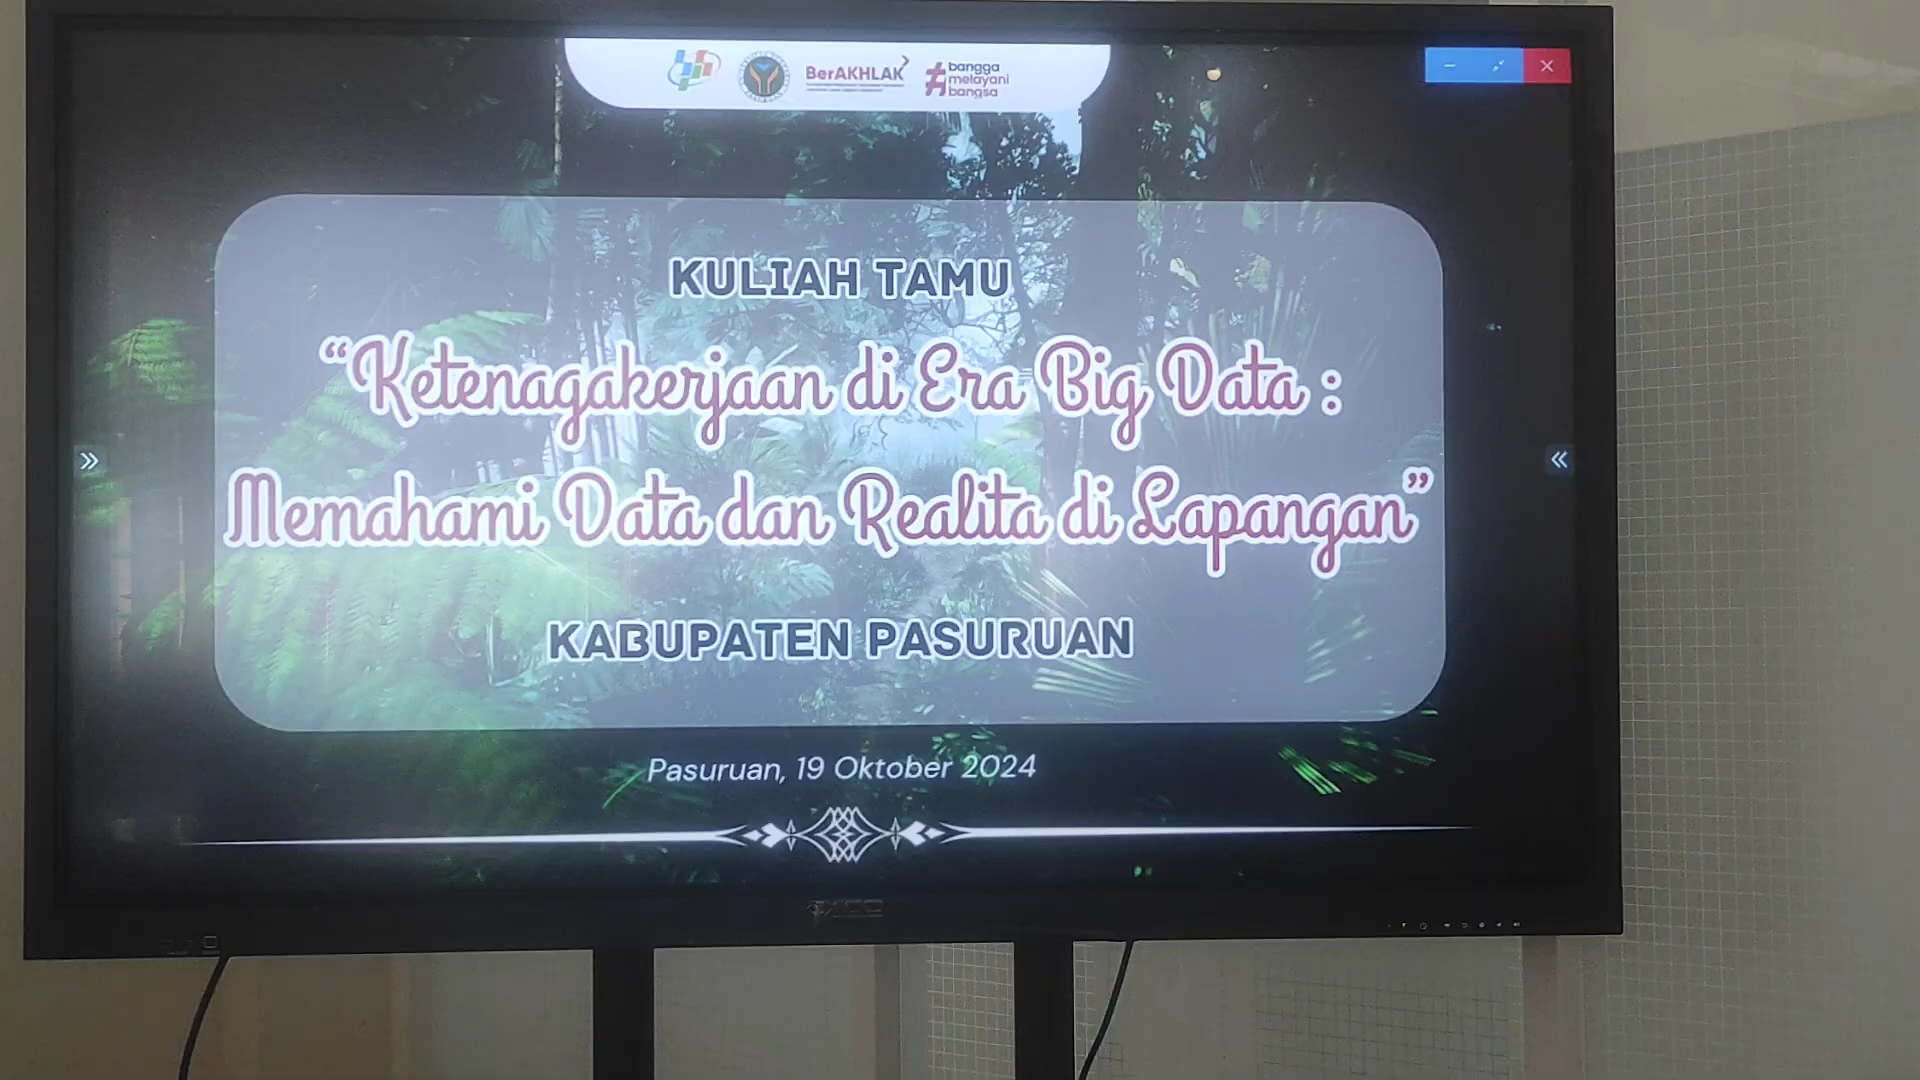 BerAKHLAK
bangga
melayani
bangsa
KULIAH TAMU
“Ketenagakerjaan di Era Big Data :
Memahami Data dan Realita di Lapangan”
KABUPATEN PASURUAN
Pasuruan, 19 Oktober 2024